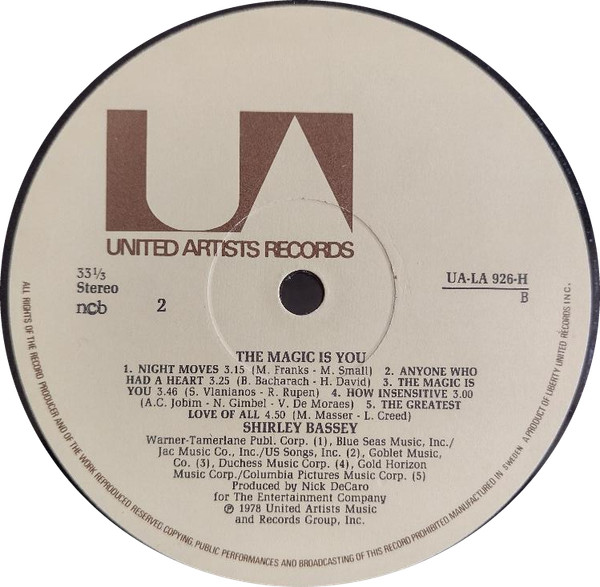 UA
UNITED ARTISTS RECORDS
33⅓
Stereo
ncb
2
UA-LA 926-H
B
THE MAGIC IS YOU
1. NIGHT MOVES 3.15 (M. Franks - M. Small) 2. ANYONE WHO
HAD A HEART 3.25 (B. Bacharach - H. David) 3. THE MAGIC IS
YOU 3.46 (S. Vlanianos - R. Rupen) 4. HOW INSENSITIVE 3.00
(A.C. Jobim - N. Gimbel - V. De Moraes) 5. THE GREATEST
LOVE OF ALL 4.50 (M. Masser - L. Creed)
SHIRLEY BASSEY
Warner-Tamerlane Publ. Corp. (1), Blue Seas Music, Inc./
Jac Music Co., Inc./US Songs, Inc. (2), Goblet Music,
Co. (3), Duchess Music Corp. (4), Gold Horizon
Music Corp./Columbia Pictures Music Corp. (5)
Produced by Nick DeCaro
for The Entertainment Company
℗ 1978 United Artists Music
and Records Group, Inc.
ALL RIGHTS OF THE RECORD PRODUCER AND OF THE WORK REPRODUCED RESERVED COPYING, PUBLIC PERFORMANCES AND BROADCASTING OF THIS RECORD PROHIBITED. MANUFACTURED IN SWEDEN A PRODUCT OF LIBERTY UNITED RECORDS INC.